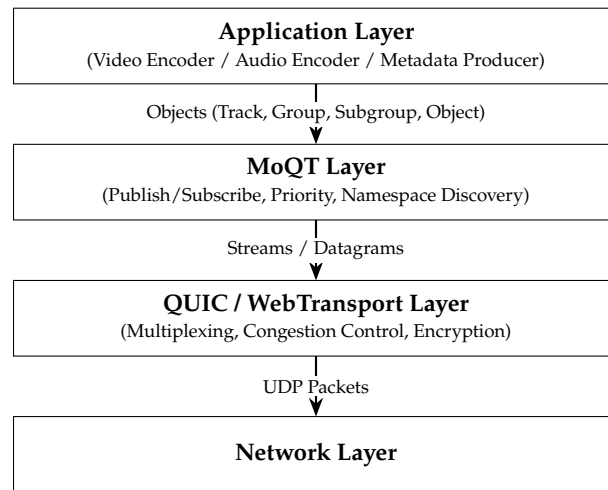 Application Layer
(Video Encoder / Audio Encoder / Metadata Producer)
Objects (Track, Group, Subgroup, Object)
MoQT Layer
(Publish/Subscribe, Priority, Namespace Discovery)
Streams / Datagrams
QUIC / WebTransport Layer
(Multiplexing, Congestion Control, Encryption)
UDP Packets
Network Layer